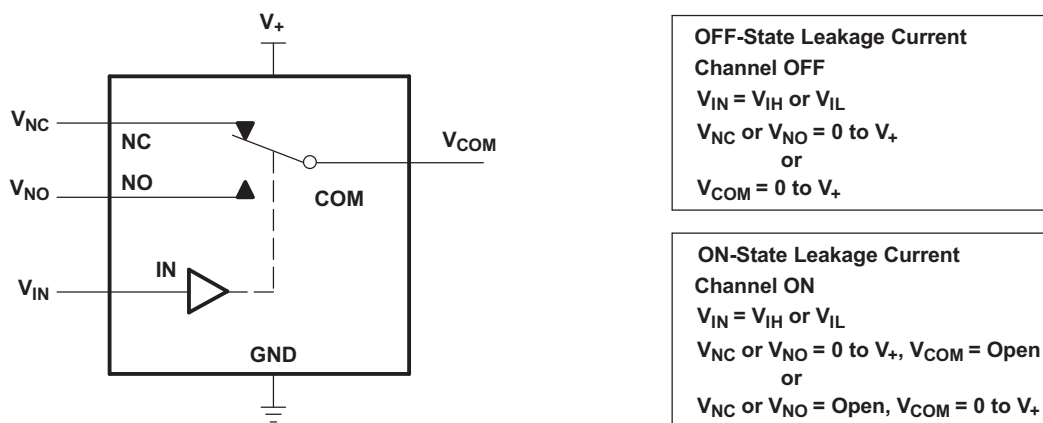 V+
VNC
NC
VNO
NO
VCOM
COM
VIN
IN
GND
OFF-State Leakage Current
Channel OFF
VIN = VIH or VIL
VNC or VNO = 0 to V+
or
VCOM = 0 to V+
ON-State Leakage Current
Channel ON
VIN = VIH or VIL
VNC or VNO = 0 to V+, VCOM = Open
or
VNC or VNO = Open, VCOM = 0 to V+